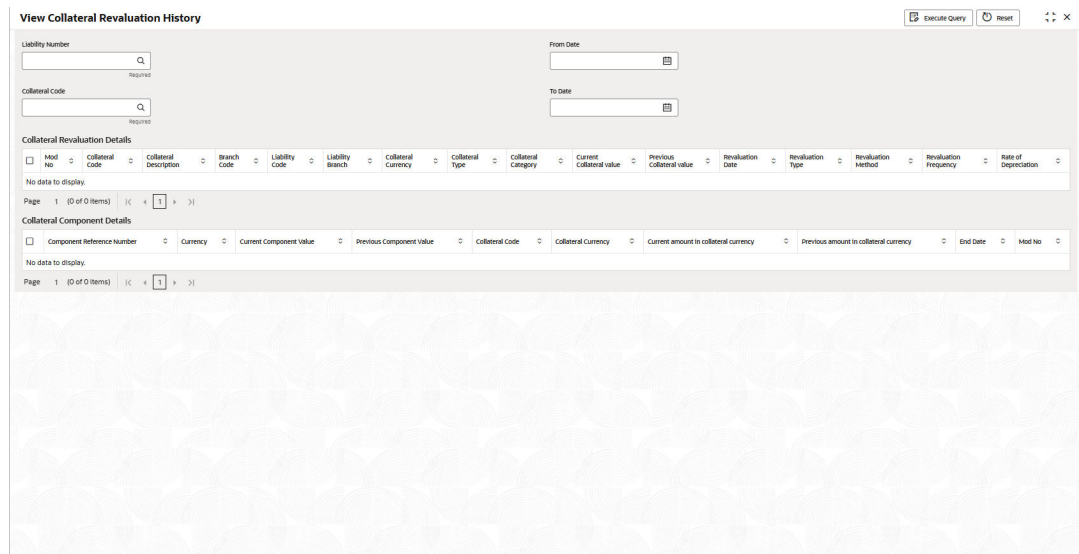 View Collateral Revaluation History
Execute Query
Reset
Liability Number
From Date
Required
Collateral Code
To Date
Required
Collateral Revaluation Details
Mod No Collateral Code Collateral Description Branch Code Liability Code Liability Branch Collateral Currency Collateral Type Collateral Category Current Collateral value Previous Collateral value Revaluation Date Revaluation Type Revaluation Method Revaluation Frequency Rate of Depreciation
No data to display.
Page 1 (0 of 0 items) 1
Collateral Component Details
Component Reference Number Currency Current Component Value Previous Component Value Collateral Code Collateral Currency Current amount in collateral currency Previous amount in collateral currency End Date Mod No
No data to display.
Page 1 (0 of 0 items) 1